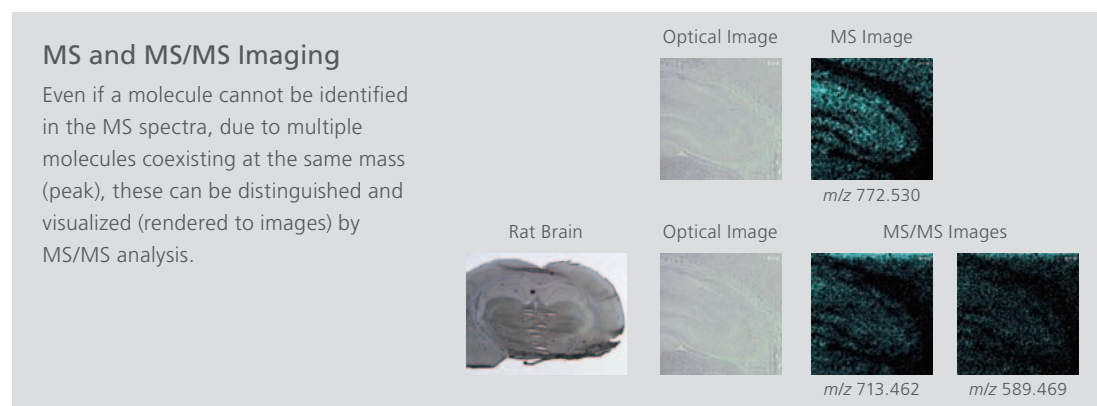 MS and MS/MS Imaging
Even if a molecule cannot be identified
in the MS spectra, due to multiple
molecules coexisting at the same mass
(peak), these can be distinguished and
visualized (rendered to images) by
MS/MS analysis.
Optical Image
MS Image
m/z 772.530
Rat Brain
Optical Image
MS/MS Images
m/z 713.462
m/z 589.469